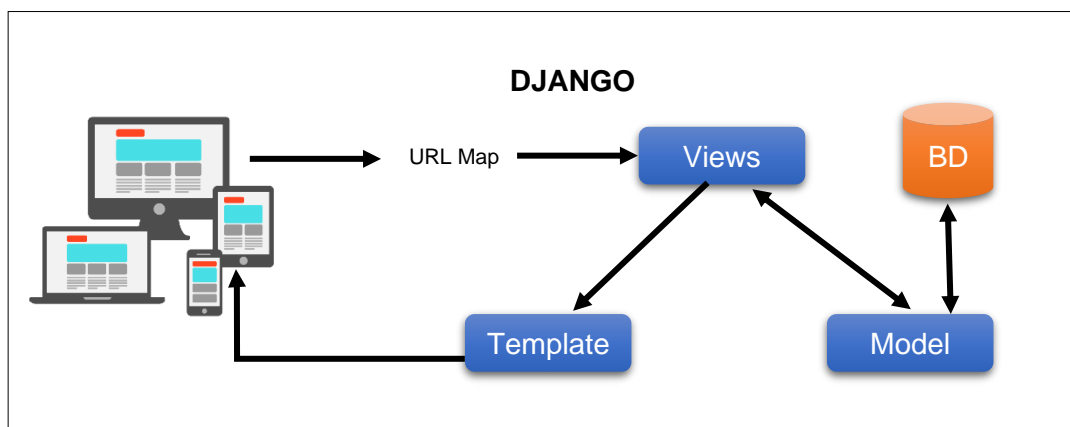 DJANGO
URL Map
Views
BD
Template
Model